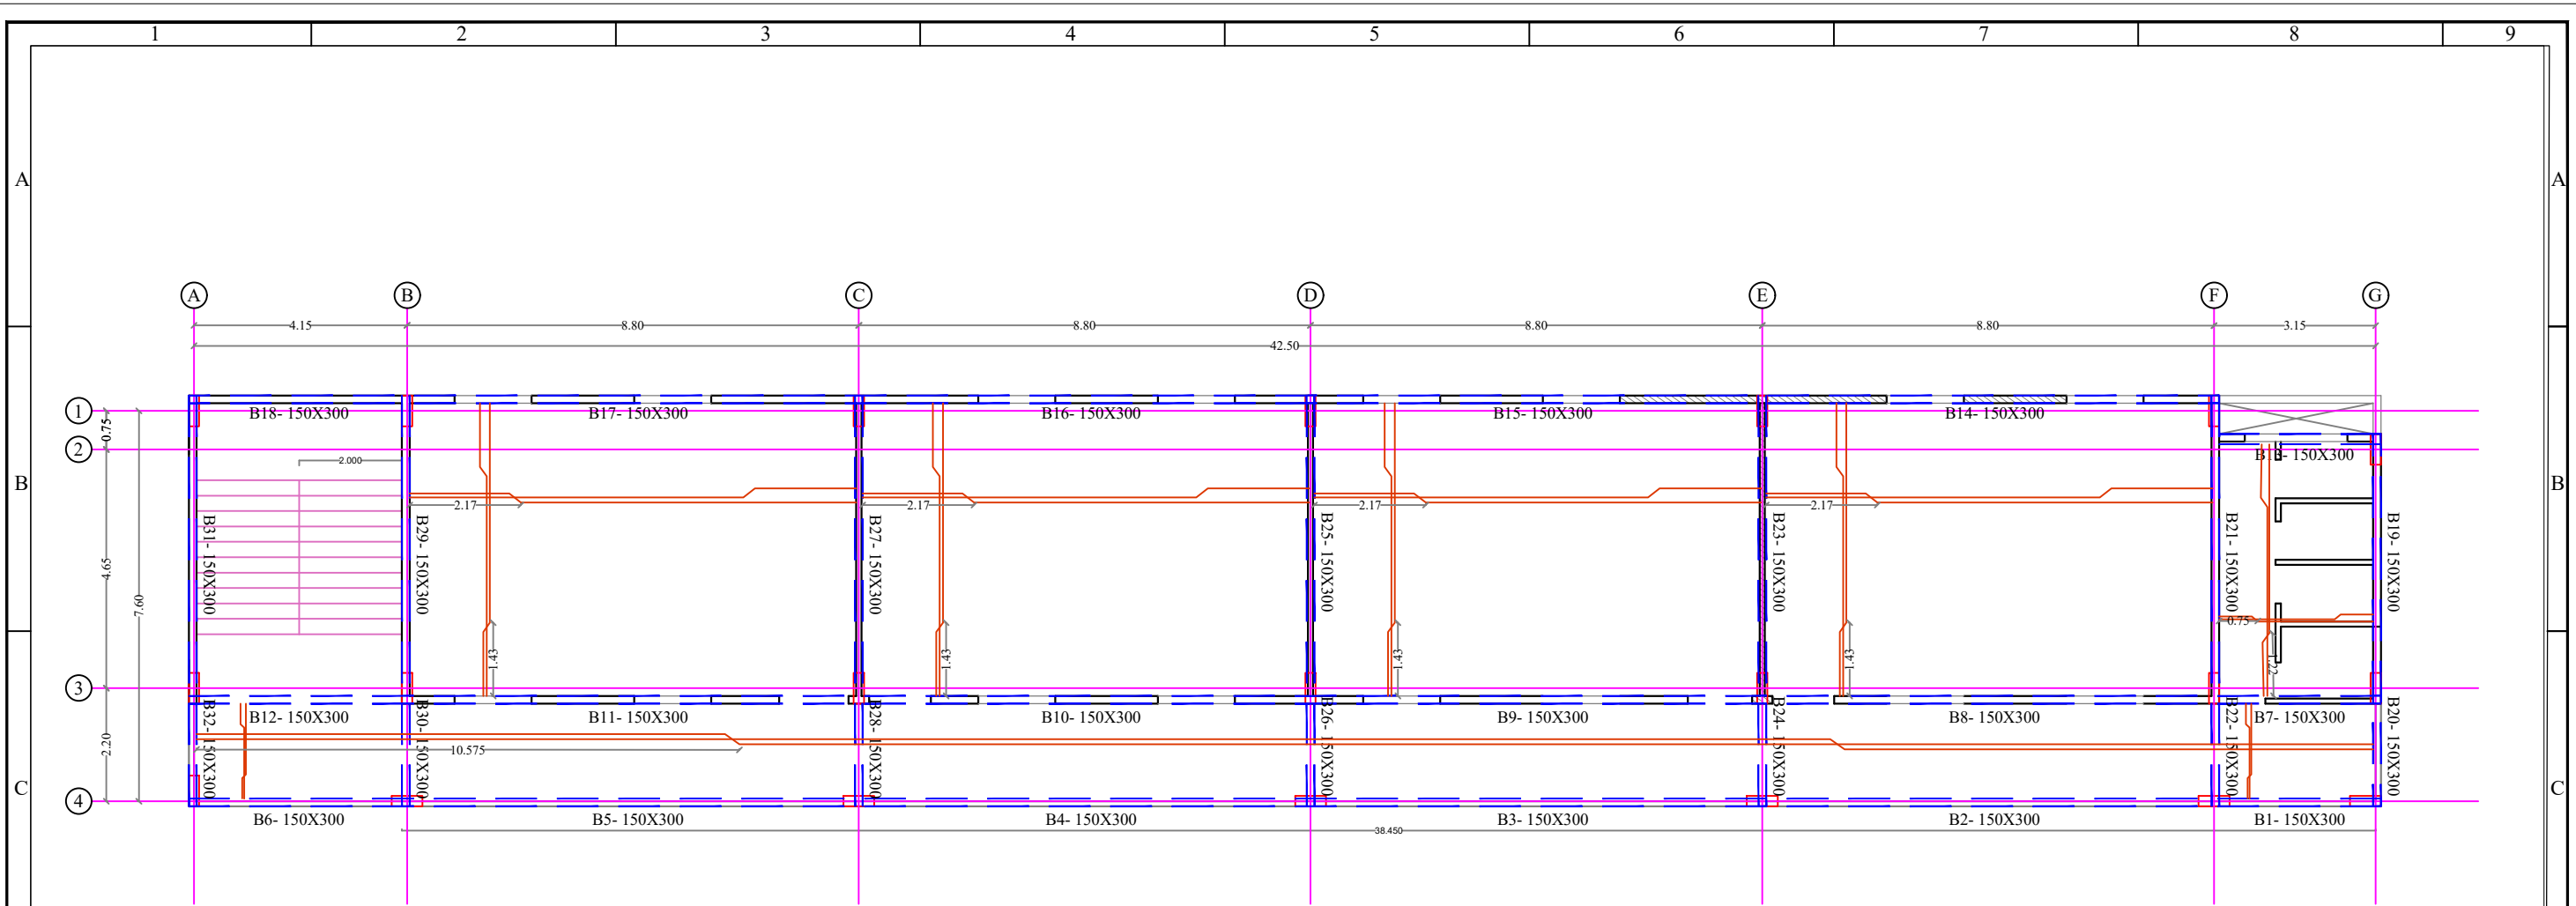 1 2 3 4 5 6 7 8 9
A A
A B C D E F G
4.15 8.80 8.80 8.80 8.80 3.15
42.50
1
B18- 150X300 B17- 150X300 B16- 150X300 B15- 150X300 B14- 150X300
0.75
2
2.000
B13- 150X300
B B
2.17 2.17 2.17 2.17
B31- 150X300 B29- 150X300 B27- 150X300 B25- 150X300 B23- 150X300 B21- 150X300 B19- 150X300
4.65
7.60
0.75
1.43 1.43 1.43 1.43 1.22
3
B12- 150X300 B11- 150X300 B10- 150X300 B9- 150X300 B8- 150X300 B7- 150X300
B32- 150X300 B30- 150X300 B28- 150X300 B26- 150X300 B24- 150X300 B22- 150X300 B20- 150X300
2.20
10.575
C C
4
B6- 150X300 B5- 150X300 B4- 150X300 B3- 150X300 B2- 150X300 B1- 150X300
38.450